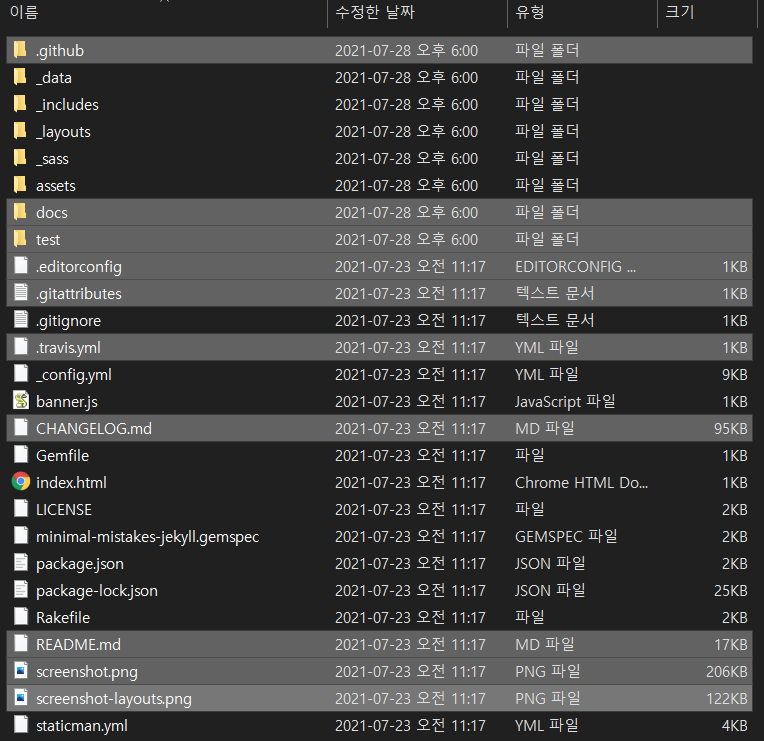 이름 수정한 날짜 유형 크기
.github 2021-07-28 오후 6:00 파일 폴더
_data 2021-07-28 오후 6:00 파일 폴더
_includes 2021-07-28 오후 6:00 파일 폴더
_layouts 2021-07-28 오후 6:00 파일 폴더
_sass 2021-07-28 오후 6:00 파일 폴더
assets 2021-07-28 오후 6:00 파일 폴더
docs 2021-07-28 오후 6:00 파일 폴더
test 2021-07-28 오후 6:00 파일 폴더
.editorconfig 2021-07-23 오전 11:17 EDITORCONFIG ... 1KB
.gitattributes 2021-07-23 오전 11:17 텍스트 문서 1KB
.gitignore 2021-07-23 오전 11:17 텍스트 문서 1KB
.travis.yml 2021-07-23 오전 11:17 YML 파일 1KB
_config.yml 2021-07-23 오전 11:17 YML 파일 9KB
banner.js 2021-07-23 오전 11:17 JavaScript 파일 1KB
CHANGELOG.md 2021-07-23 오전 11:17 MD 파일 95KB
Gemfile 2021-07-23 오전 11:17 파일 1KB
index.html 2021-07-23 오전 11:17 Chrome HTML Do... 1KB
LICENSE 2021-07-23 오전 11:17 파일 2KB
minimal-mistakes-jekyll.gemspec 2021-07-23 오전 11:17 GEMSPEC 파일 2KB
package.json 2021-07-23 오전 11:17 JSON 파일 2KB
package-lock.json 2021-07-23 오전 11:17 JSON 파일 25KB
Rakefile 2021-07-23 오전 11:17 파일 2KB
README.md 2021-07-23 오전 11:17 MD 파일 17KB
screenshot.png 2021-07-23 오전 11:17 PNG 파일 206KB
screenshot-layouts.png 2021-07-23 오전 11:17 PNG 파일 122KB
staticman.yml 2021-07-23 오전 11:17 YML 파일 4KB